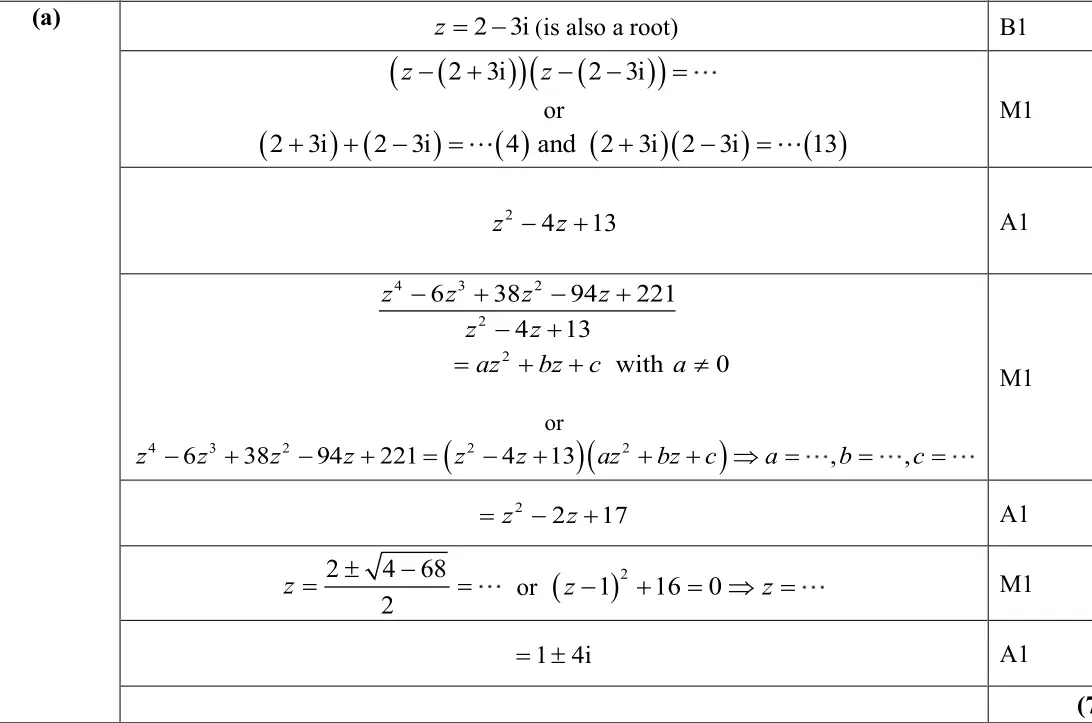 (a)
z = 2 − 3i (is also a root)
B1
(z − (2 + 3i))(z − (2 − 3i)) = ⋯
or
M1
(2 + 3i) + (2 − 3i) = ⋯(4) and (2 + 3i)(2 − 3i) = ⋯(13)
z² − 4z + 13
A1
z⁴ − 6z³ + 38z² − 94z + 221
z² − 4z + 13
= az² + bz + c with a ≠ 0
M1
or
z⁴ − 6z³ + 38z² − 94z + 221 = (z² − 4z + 13)(az² + bz + c) ⇒ a = ⋯, b = ⋯, c = ⋯
= z² − 2z + 17
A1
z = (2 ± √(4 − 68))/2 = ⋯ or (z − 1)² + 16 = 0 ⇒ z = ⋯
M1
= 1 ± 4i
A1
(7